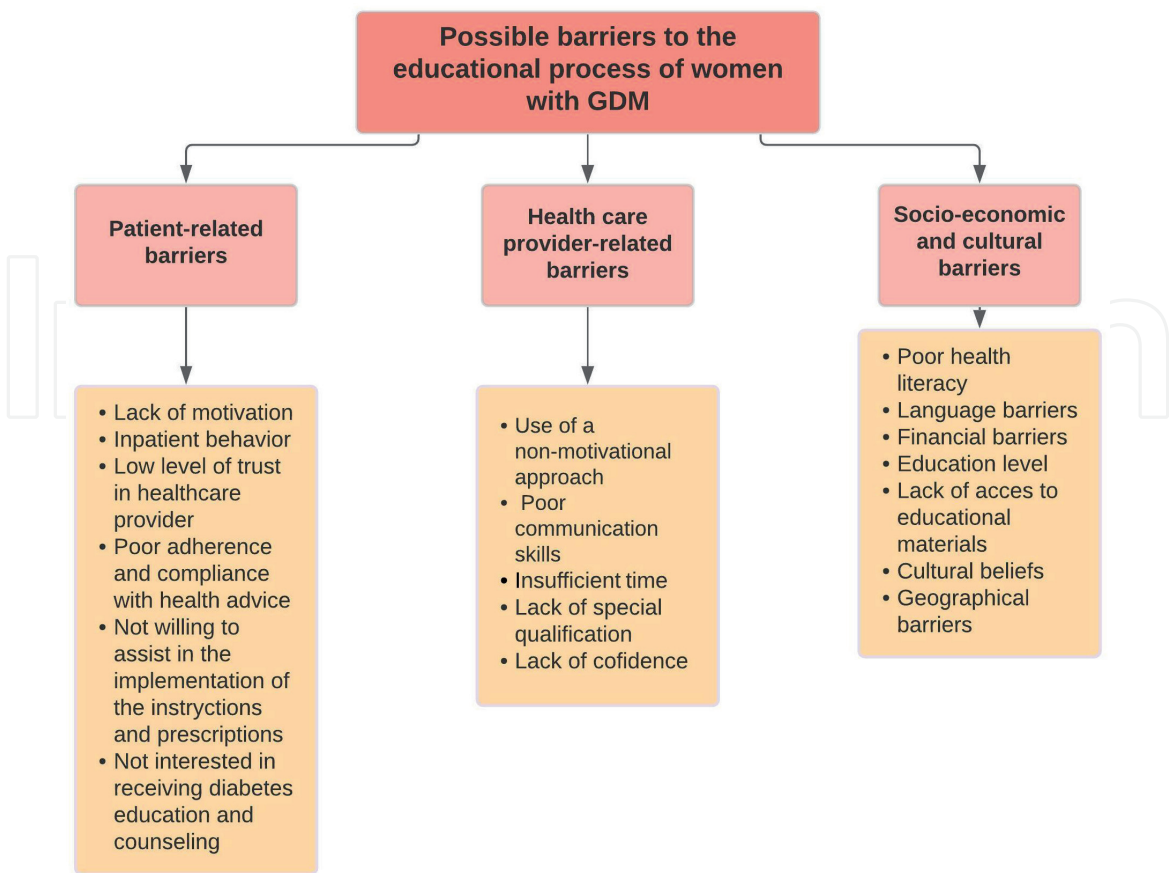 Possible barriers to the
educational process of women
with GDM
Patient-related
barriers
Health care
provider-related
barriers
Socio-economic
and cultural
barriers
• Lack of motivation
• Inpatient behavior
• Low level of trust
in healthcare
provider
• Poor adherence
and compliance
with health advice
• Not willing to
assist in the
implementation of
the instryctions
and prescriptions
• Not interested in
receiving diabetes
education and
counseling
• Use of a
non-motivational
approach
• Poor
communication
skills
• Insufficient time
• Lack of special
qualification
• Lack of cofidence
• Poor health
literacy
• Language barriers
• Financial barriers
• Education level
• Lack of acces to
educational
materials
• Cultural beliefs
• Geographical
barriers